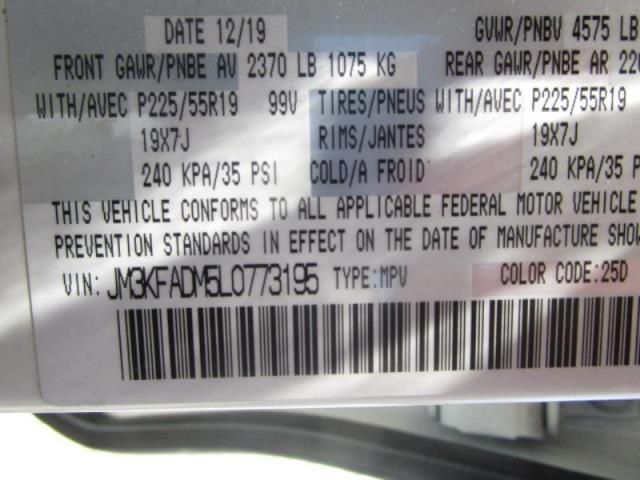 DATE 12/19 GVWR/PNBV 4575 LB
FRONT GAWR/PNBE AV 2370 LB 1075 KG REAR GAWR/PNBE AR 220
WITH/AVEC P225/55R19 99V TIRES/PNEUS WITH/AVEC P225/55R19
19X7J RIMS/JANTES 19X7J
240 KPA/35 PSI COLD/A FROID 240 KPA/35 P
THIS VEHICLE CONFORMS TO ALL APPLICABLE FEDERAL MOTOR VEHICLE
PREVENTION STANDARDS IN EFFECT ON THE DATE OF MANUFACTURE SHOW
VIN: JM3KFADM5L0773195 TYPE:MPV COLOR CODE:25D